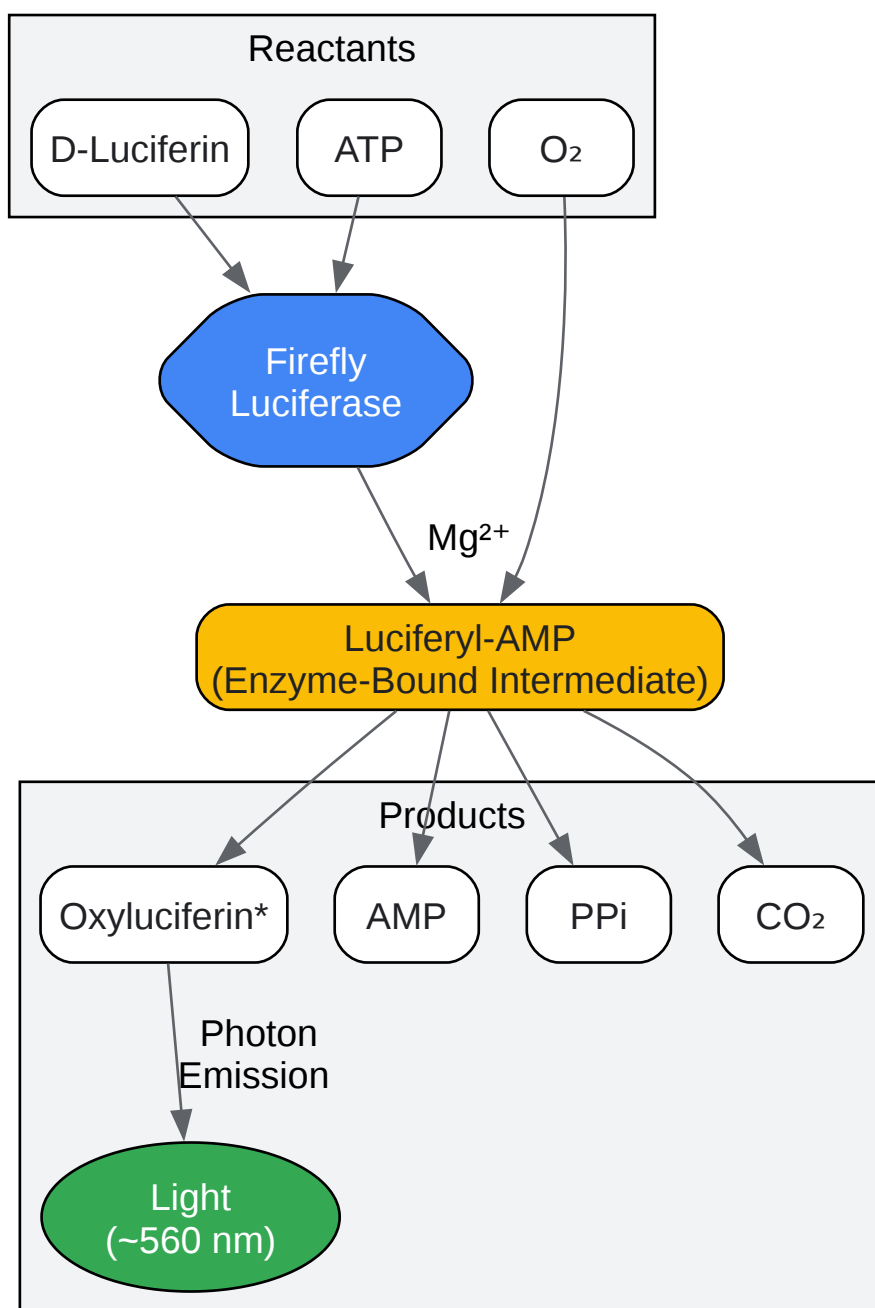 Reactants
D-Luciferin
ATP
O₂
Firefly
Luciferase
Mg²⁺
Luciferyl-AMP
(Enzyme-Bound Intermediate)
Products
Oxyluciferin*
AMP
PPi
CO₂
Photon
Emission
Light
(~560 nm)